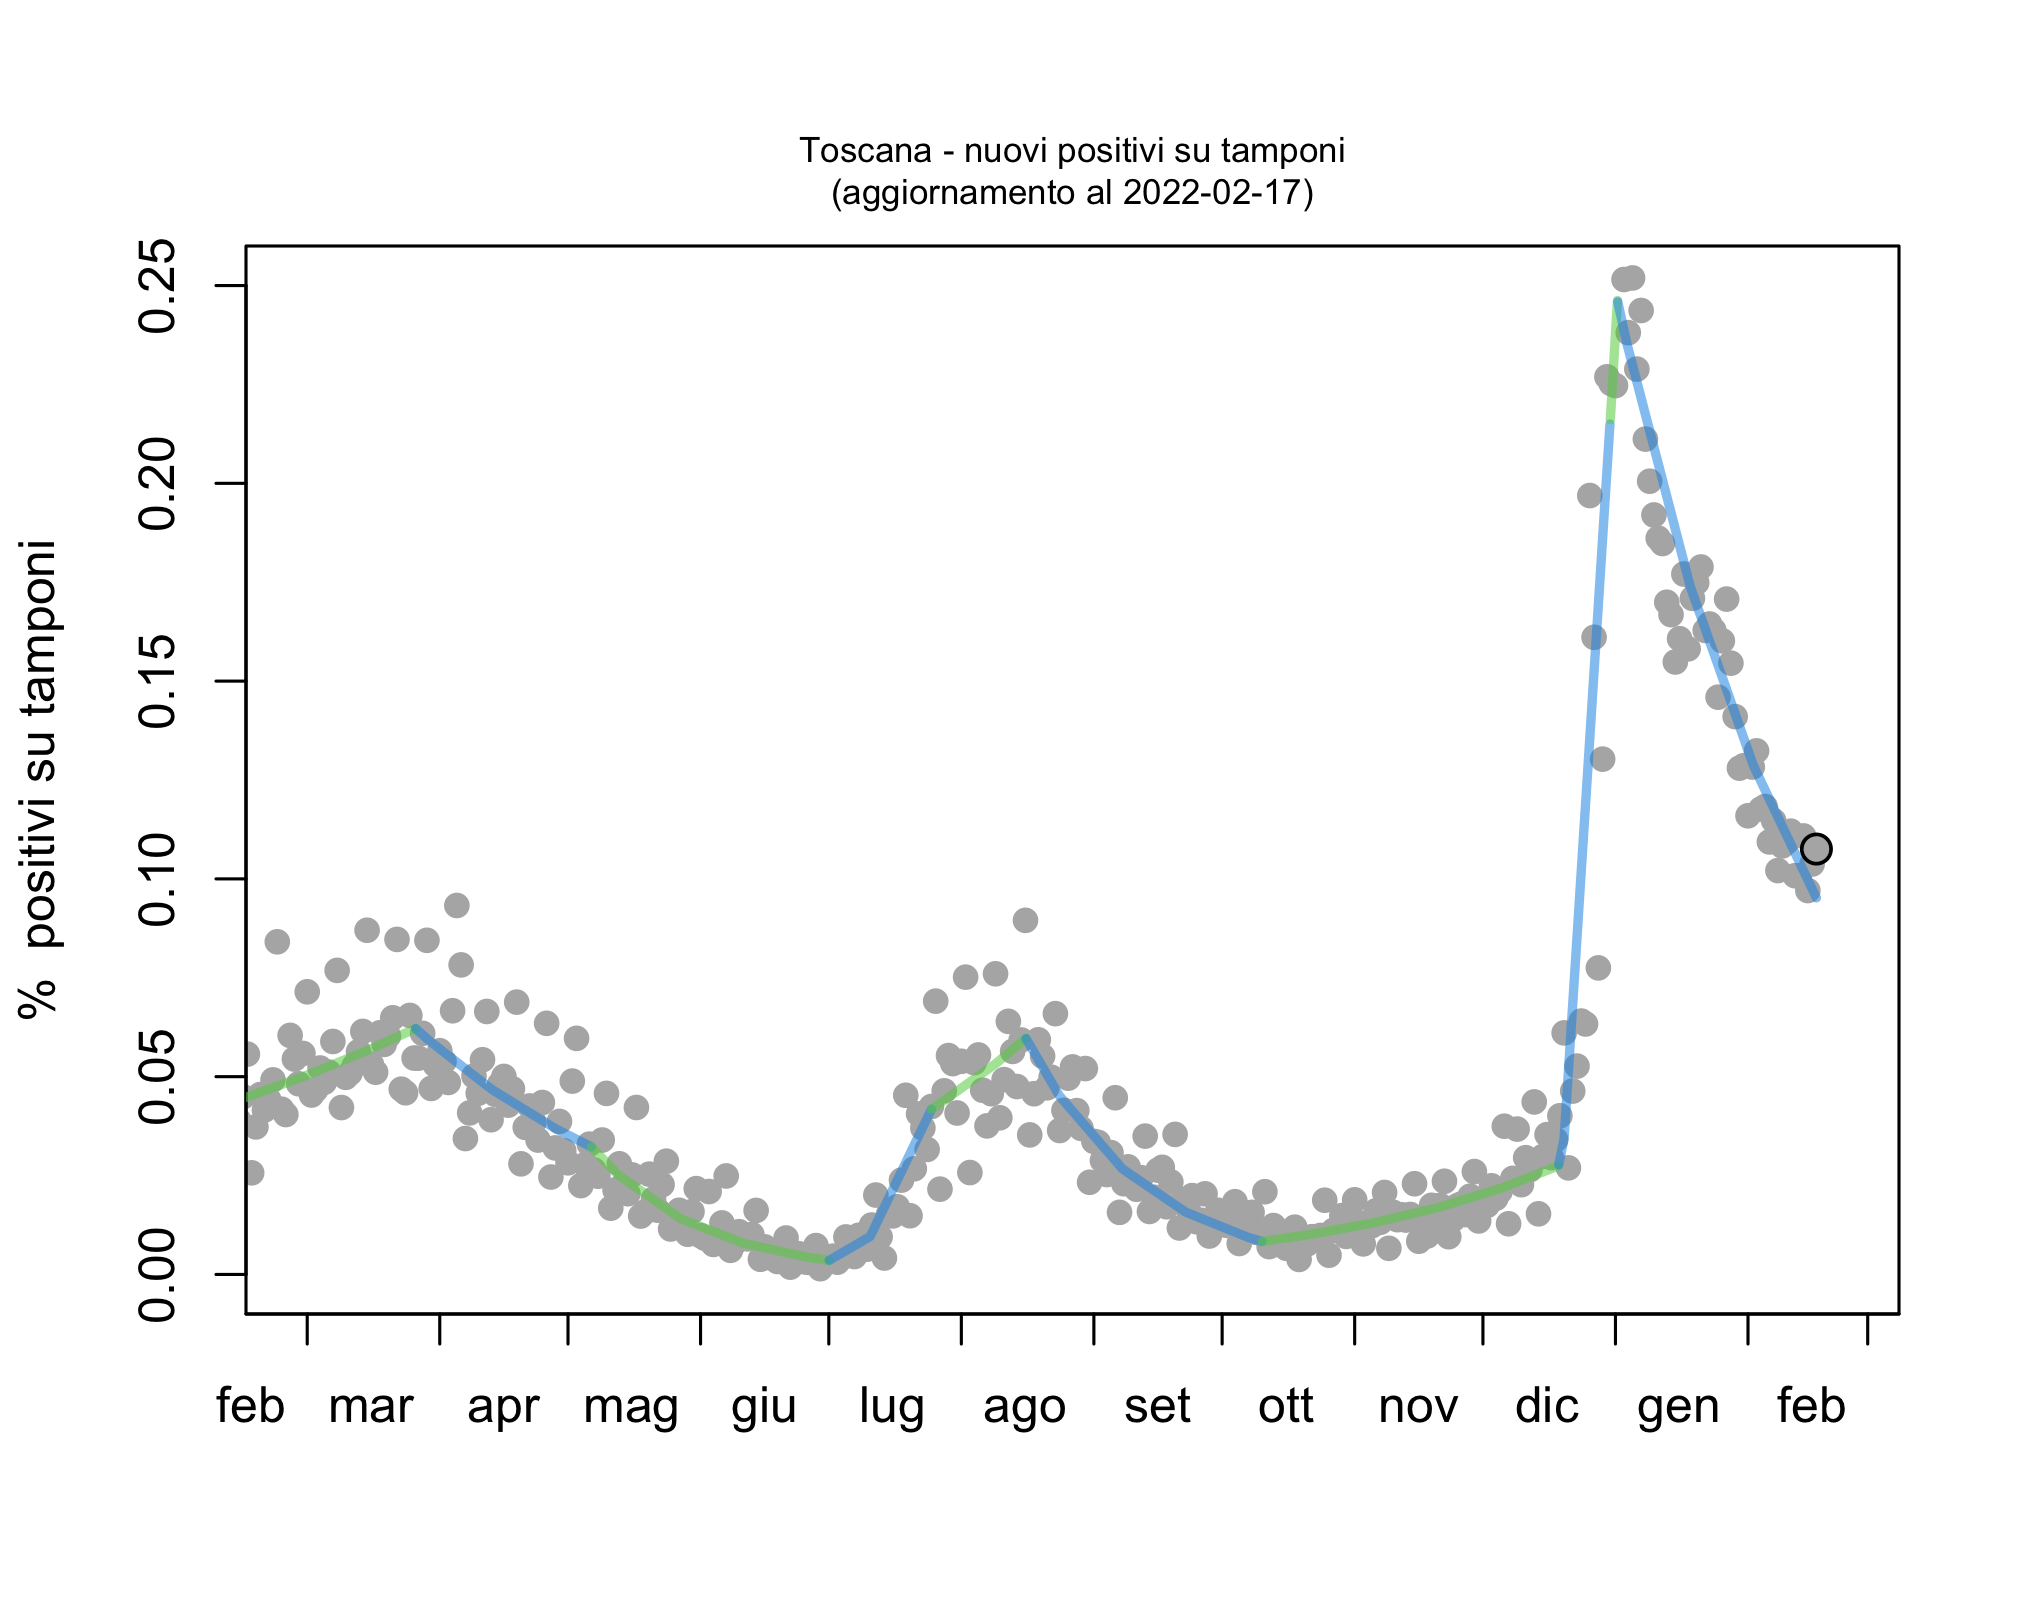 Toscana - nuovi positivi su tamponi
(aggiornamento al 2022-02-17)
% positivi su tamponi
0.25
0.20
0.15
0.10
0.05
0.00
feb mar apr mag giu lug ago set ott nov dic gen feb